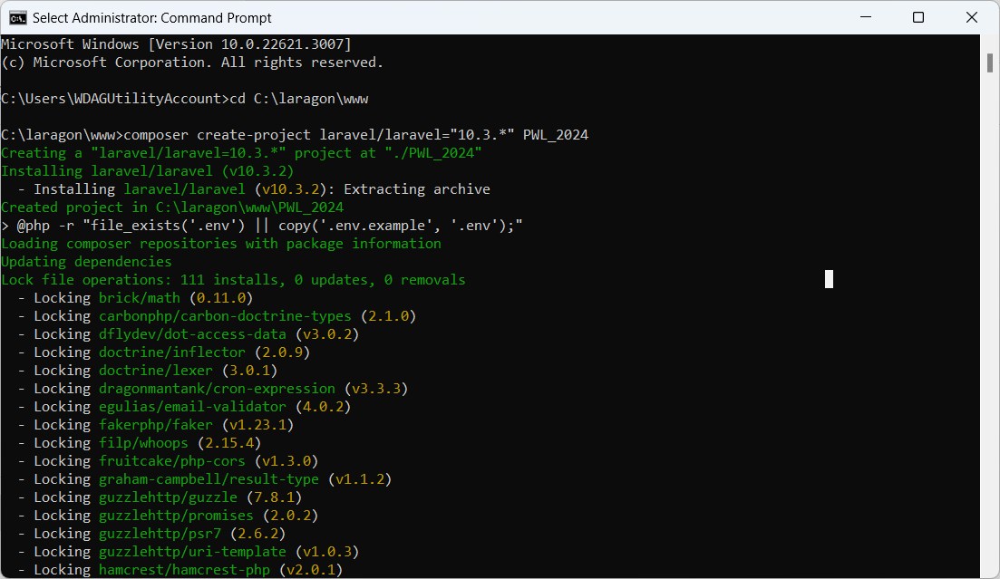 Select Administrator: Command Prompt
Microsoft Windows [Version 10.0.22621.3007]
(c) Microsoft Corporation. All rights reserved.
C:\Users\WDAGUtilityAccount>cd C:\laragon\www
C:\laragon\www>composer create-project laravel/laravel="10.3.*" PWL_2024
Creating a "laravel/laravel=10.3.*" project at "./PWL_2024"
Installing laravel/laravel (v10.3.2)
  - Installing laravel/laravel (v10.3.2): Extracting archive
Created project in C:\laragon\www\PWL_2024
> @php -r "file_exists('.env') || copy('.env.example', '.env');"
Loading composer repositories with package information
Updating dependencies
Lock file operations: 111 installs, 0 updates, 0 removals
  - Locking brick/math (0.11.0)
  - Locking carbonphp/carbon-doctrine-types (2.1.0)
  - Locking dflydev/dot-access-data (v3.0.2)
  - Locking doctrine/inflector (2.0.9)
  - Locking doctrine/lexer (3.0.1)
  - Locking dragonmantank/cron-expression (v3.3.3)
  - Locking egulias/email-validator (4.0.2)
  - Locking fakerphp/faker (v1.23.1)
  - Locking filp/whoops (2.15.4)
  - Locking fruitcake/php-cors (v1.3.0)
  - Locking graham-campbell/result-type (v1.1.2)
  - Locking guzzlehttp/guzzle (7.8.1)
  - Locking guzzlehttp/promises (2.0.2)
  - Locking guzzlehttp/psr7 (2.6.2)
  - Locking guzzlehttp/uri-template (v1.0.3)
  - Locking hamcrest/hamcrest-php (v2.0.1)